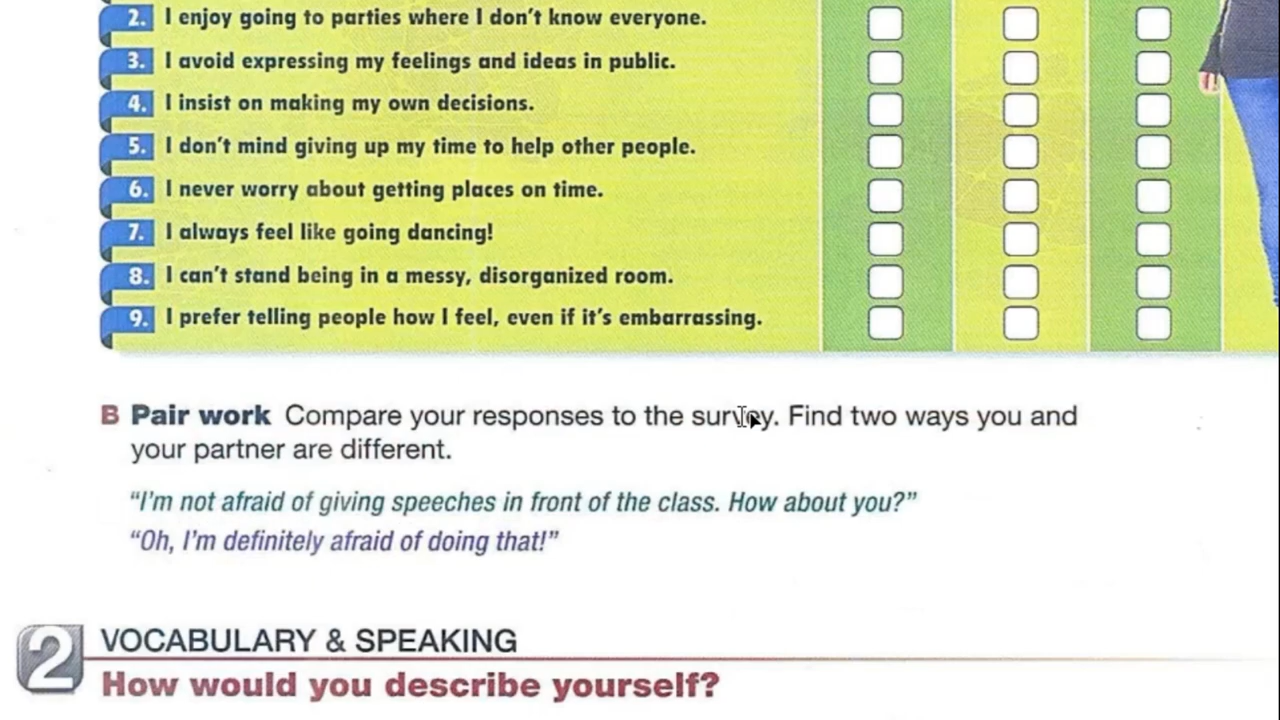 2. I enjoy going to parties where I don't know everyone.
3. I avoid expressing my feelings and ideas in public.
4. I insist on making my own decisions.
5. I don't mind giving up my time to help other people.
6. I never worry about getting places on time.
7. I always feel like going dancing!
8. I can't stand being in a messy, disorganized room.
9. I prefer telling people how I feel, even if it's embarrassing.
B Pair work Compare your responses to the survey. Find two ways you and
your partner are different.
“I'm not afraid of giving speeches in front of the class. How about you?”
“Oh, I'm definitely afraid of doing that!”
2 VOCABULARY & SPEAKING
How would you describe yourself?